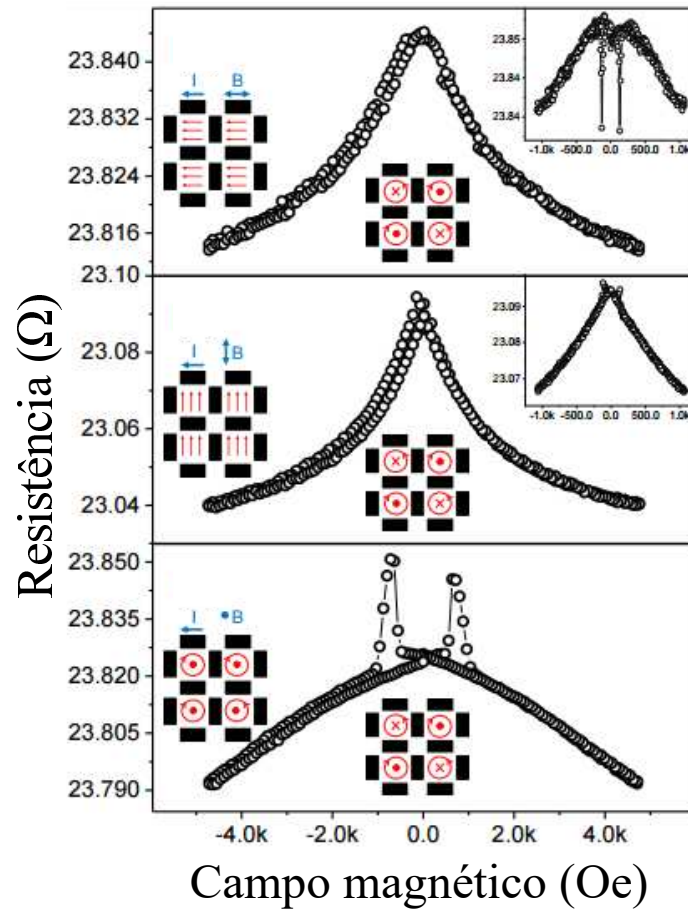 Resistência (Ω)
23.840
23.832
23.824
23.816
I B
23.85
23.84
23.84
-1.0k -500.0 0.0 500.0 1.0k
23.10
23.08
23.06
23.04
I B
23.09
23.08
23.07
-1.0k -500.0 0.0 500.0 1.0k
23.850
23.835
23.820
23.805
23.790
I B
-4.0k -2.0k 0.0 2.0k 4.0k
Campo magnético (Oe)